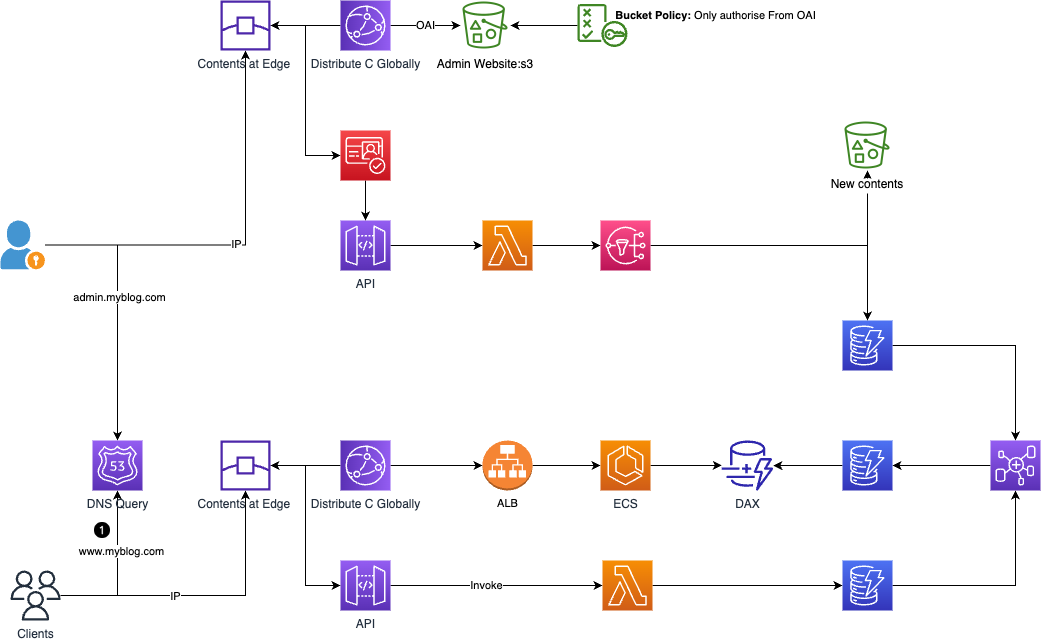 Bucket Policy: Only authorise From OAI
OAI
Contents at Edge
Distribute C Globally
Admin Website:s3
New contents
IP
API
admin.myblog.com
53
DNS Query
Contents at Edge
Distribute C Globally
ALB
ECS
DAX
1
www.myblog.com
Invoke
IP
API
Clients